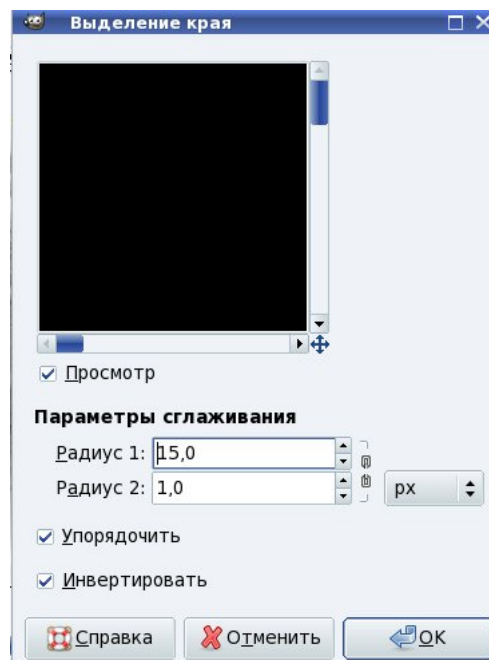 Выделение края
Просмотр
Параметры сглаживания
Радиус 1: 15,0
Радиус 2: 1,0 px
Упорядочить
Инвертировать
Справка Отменить OK